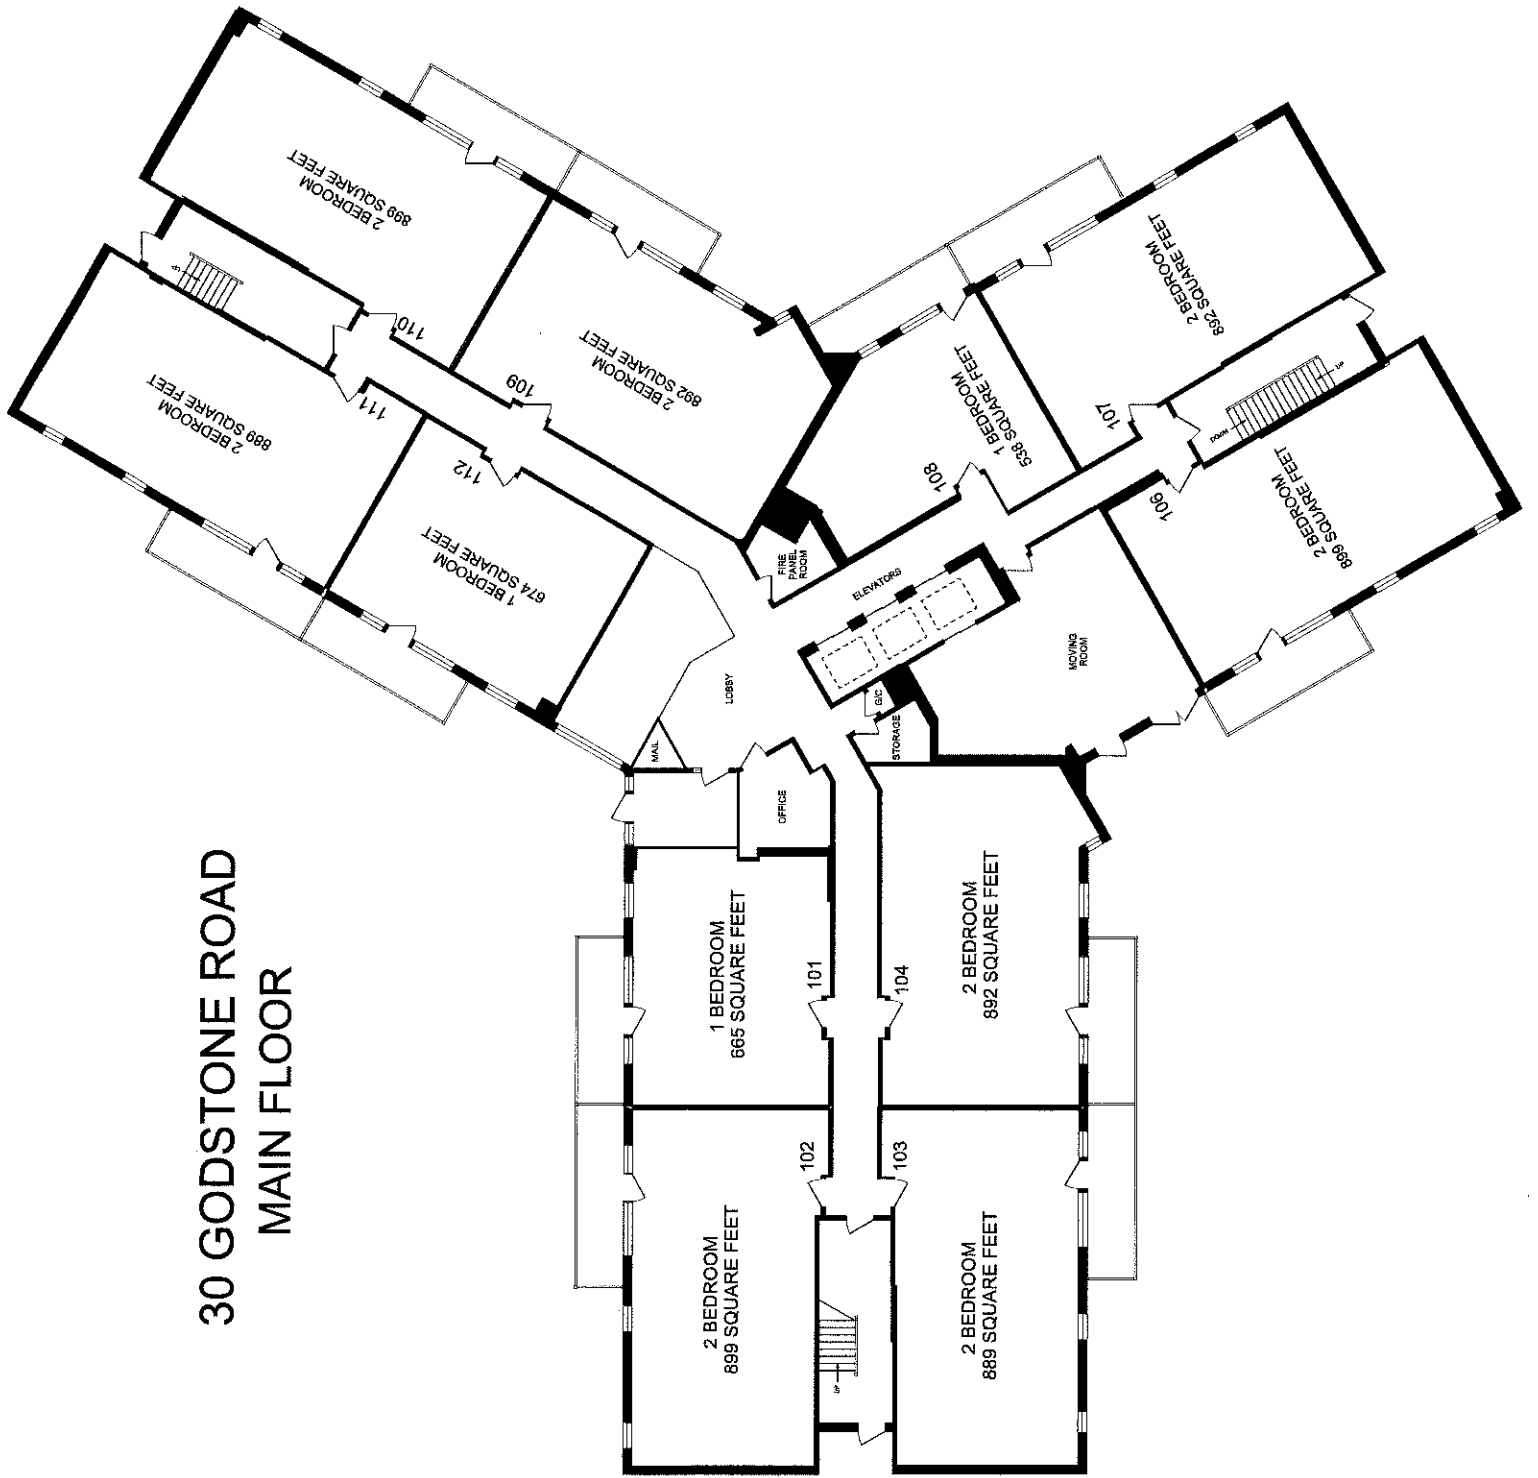 30 GODSTONE ROAD
MAIN FLOOR
2 BEDROOM
899 SQUARE FEET
110
2 BEDROOM
892 SQUARE FEET
109
2 BEDROOM
889 SQUARE FEET
111
1 BEDROOM
674 SQUARE FEET
112
UP
1 BEDROOM
538 SQUARE FEET
108
2 BEDROOM
892 SQUARE FEET
107
2 BEDROOM
899 SQUARE FEET
106
UP
DOWN
FIRE
PANEL
ROOM
ELEVATORS
MOVING
ROOM
LOBBY
MAIL
OFFICE
G/C
STORAGE
1 BEDROOM
665 SQUARE FEET
101
2 BEDROOM
892 SQUARE FEET
104
2 BEDROOM
899 SQUARE FEET
102
2 BEDROOM
889 SQUARE FEET
103
UP